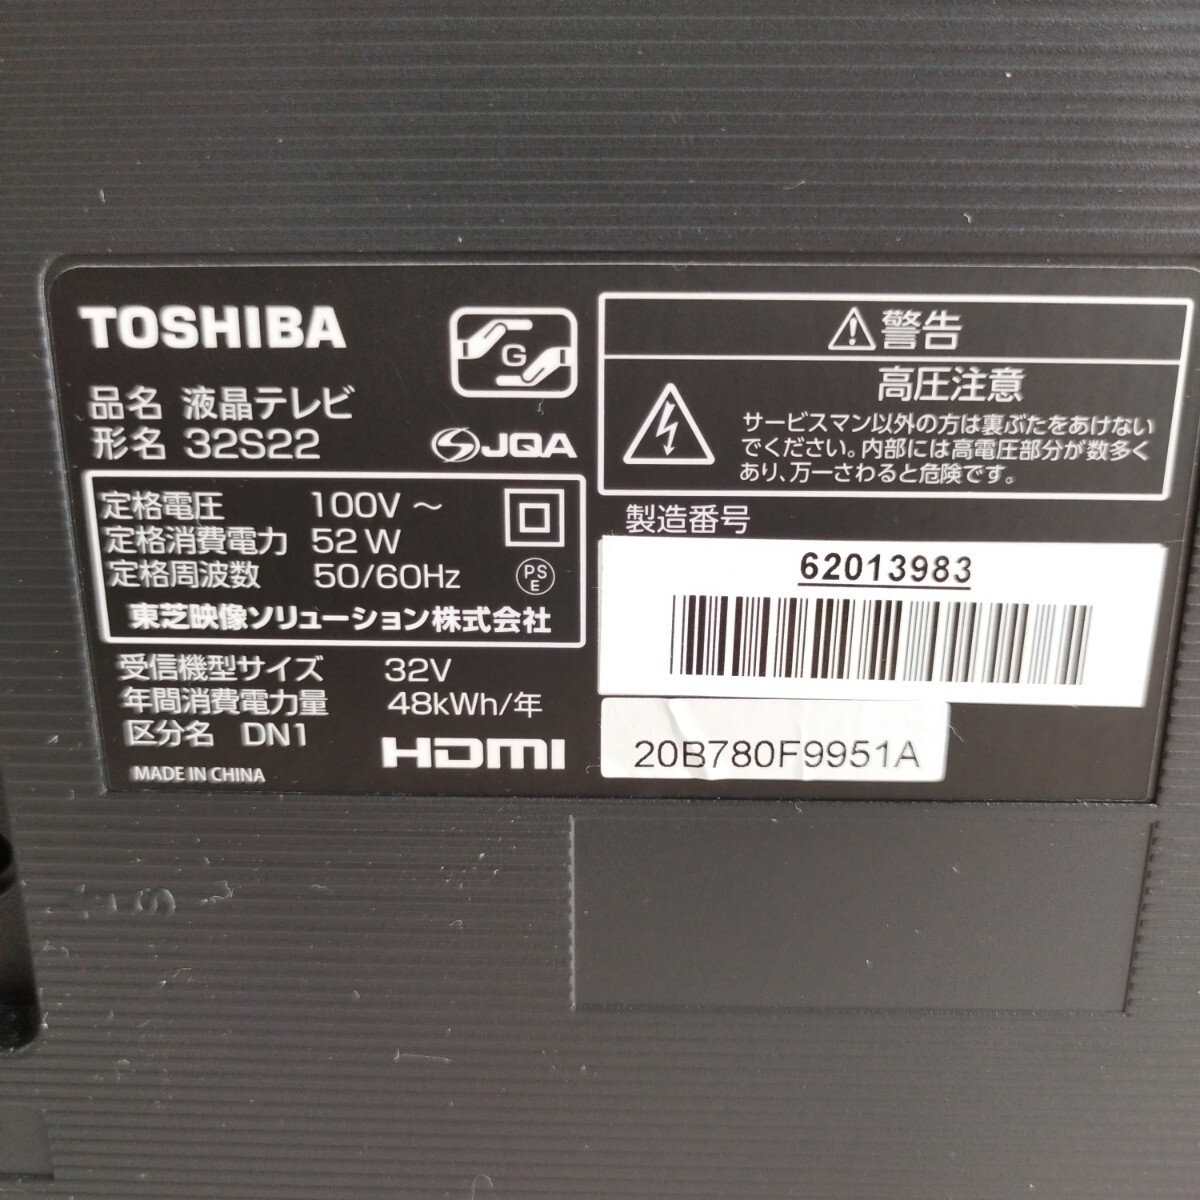 TOSHIBA
G
品名 液晶テレビ
形名 32S22
JQA
定格電圧 100V ～
定格消費電力 52W
定格周波数 50/60Hz
PS
E
東芝映像ソリューション株式会社
受信機型サイズ 32V
年間消費電力量 48kWh/年
区分名 DN1
HDMI
MADE IN CHINA
警告
高圧注意
サービスマン以外の方は裏ぶたをあけない
でください。内部には高電圧部分が数多く
あり、万一さわると危険です。
製造番号
62013983
20B780F9951A